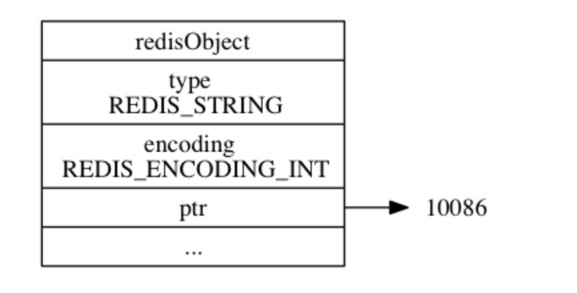 redisObject
type
REDIS_STRING
encoding
REDIS_ENCODING_INT
ptr
10086
...